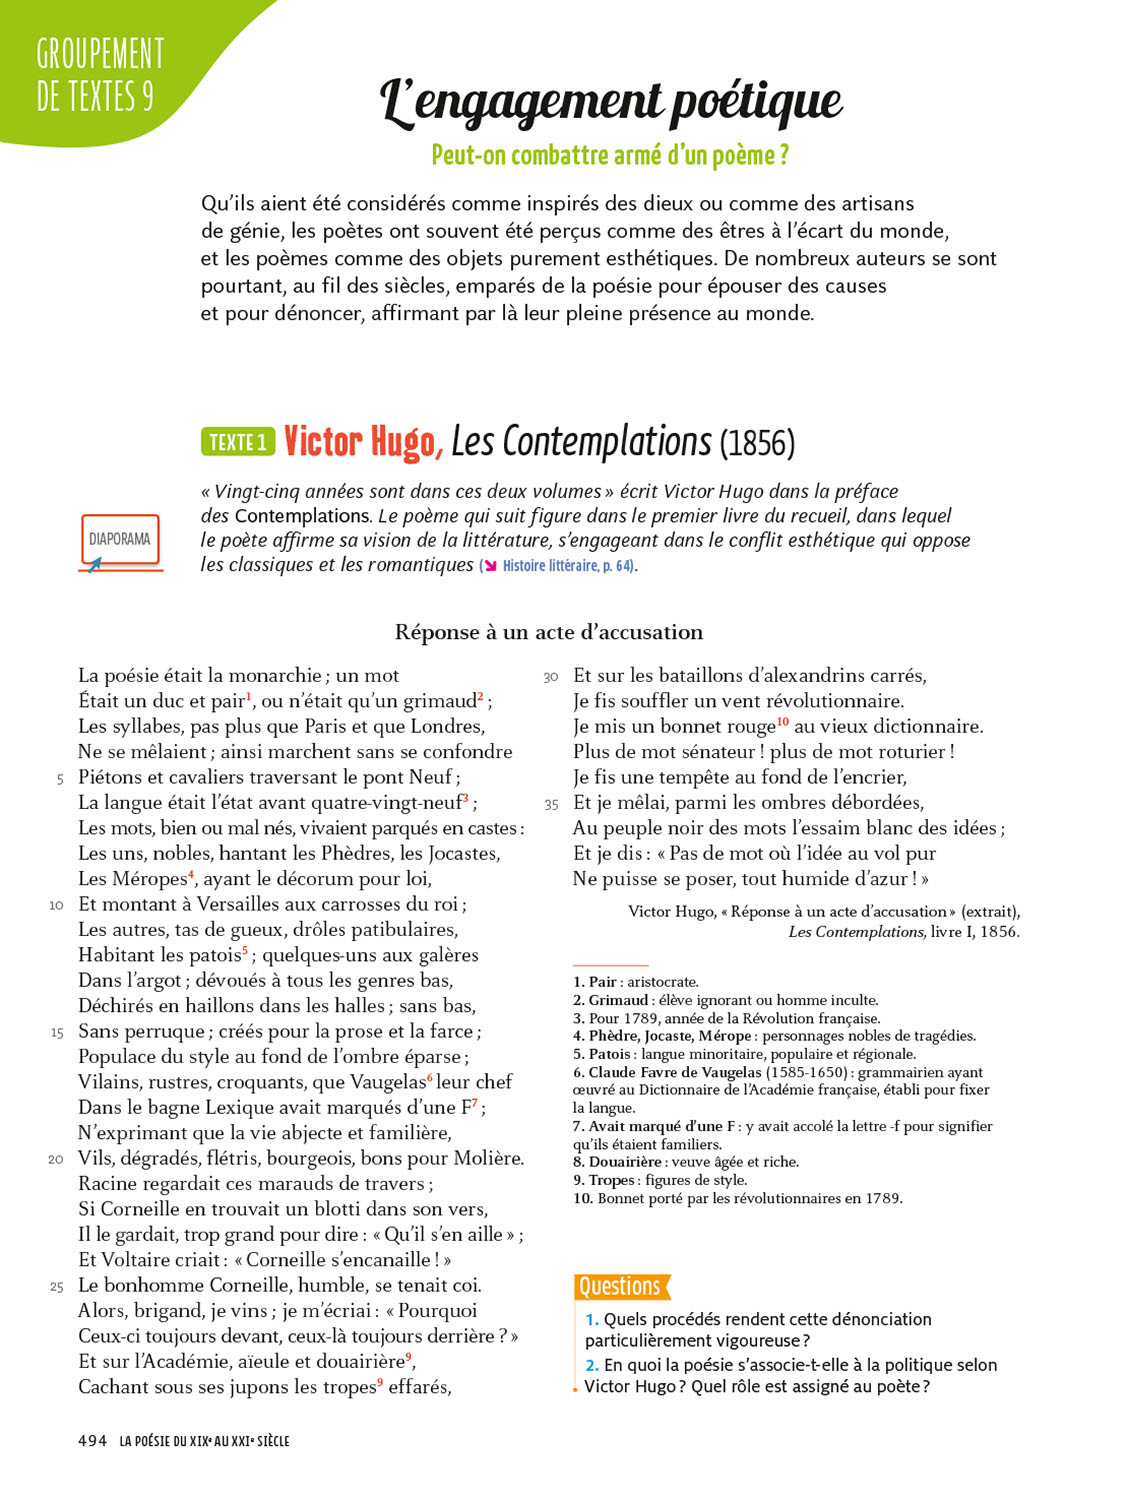 GROUPEMENT
DE TEXTES 9
L'engagement poétique
Peut-on combattre armé d'un poème ?
Qu'ils aient été considérés comme inspirés des dieux ou comme des artisans
de génie, les poètes ont souvent été perçus comme des êtres à l'écart du monde,
et les poèmes comme des objets purement esthétiques. De nombreux auteurs se sont
pourtant, au fil des siècles, emparés de la poésie pour épouser des causes
et pour dénoncer, affirmant par là leur pleine présence au monde.
TEXTE 1 Victor Hugo, Les Contemplations (1856)
« Vingt-cinq années sont dans ces deux volumes » écrit Victor Hugo dans la préface
des Contemplations. Le poème qui suit figure dans le premier livre du recueil, dans lequel
le poète affirme sa vision de la littérature, s'engageant dans le conflit esthétique qui oppose
les classiques et les romantiques (↘ Histoire littéraire, p. 64).
DIAPORAMA
Réponse à un acte d'accusation
La poésie était la monarchie ; un mot
Était un duc et pair1, ou n'était qu'un grimaud2 ;
Les syllabes, pas plus que Paris et que Londres,
Ne se mêlaient ; ainsi marchent sans se confondre
5 Piétons et cavaliers traversant le pont Neuf ;
La langue était l'état avant quatre-vingt-neuf3 ;
Les mots, bien ou mal nés, vivaient parqués en castes :
Les uns, nobles, hantant les Phèdres, les Jocastes,
Les Méropes4, ayant le décorum pour loi,
10 Et montant à Versailles aux carrosses du roi ;
Les autres, tas de gueux, drôles patibulaires,
Habitant les patois5 ; quelques-uns aux galères
Dans l'argot ; dévoués à tous les genres bas,
Déchirés en haillons dans les halles ; sans bas,
15 Sans perruque ; créés pour la prose et la farce ;
Populace du style au fond de l'ombre éparse ;
Vilains, rustres, croquants, que Vaugelas6 leur chef
Dans le bagne Lexique avait marqués d'une F7 ;
N'exprimant que la vie abjecte et familière,
20 Vils, dégradés, flétris, bourgeois, bons pour Molière.
Racine regardait ces marauds de travers ;
Si Corneille en trouvait un blotti dans son vers,
Il le gardait, trop grand pour dire : « Qu'il s'en aille » ;
Et Voltaire criait : « Corneille s'encanaille ! »
25 Le bonhomme Corneille, humble, se tenait coi.
Alors, brigand, je vins ; je m'écriai : « Pourquoi
Ceux-ci toujours devant, ceux-là toujours derrière ? »
Et sur l'Académie, aïeule et douairière9,
Cachant sous ses jupons les tropes9 effarés,
30 Et sur les bataillons d'alexandrins carrés,
Je fis souffler un vent révolutionnaire.
Je mis un bonnet rouge10 au vieux dictionnaire.
Plus de mot sénateur ! plus de mot roturier !
Je fis une tempête au fond de l'encrier,
35 Et je mêlai, parmi les ombres débordées,
Au peuple noir des mots l'essaim blanc des idées ;
Et je dis : « Pas de mot où l'idée au vol pur
Ne puisse se poser, tout humide d'azur ! »
Victor Hugo, « Réponse à un acte d'accusation » (extrait),
Les Contemplations, livre I, 1856.
1. Pair : aristocrate.
2. Grimaud : élève ignorant ou homme inculte.
3. Pour 1789, année de la Révolution française.
4. Phèdre, Jocaste, Mérope : personnages nobles de tragédies.
5. Patois : langue minoritaire, populaire et régionale.
6. Claude Favre de Vaugelas (1585-1650) : grammairien ayant
œuvré au Dictionnaire de l'Académie française, établi pour fixer
la langue.
7. Avait marqué d'une F : y avait accolé la lettre -f pour signifier
qu'ils étaient familiers.
8. Douairière : veuve âgée et riche.
9. Tropes : figures de style.
10. Bonnet porté par les révolutionnaires en 1789.
Questions
1. Quels procédés rendent cette dénonciation
particulièrement vigoureuse ?
2. En quoi la poésie s'associe-t-elle à la politique selon
Victor Hugo ? Quel rôle est assigné au poète ?
494 LA POÉSIE DU XIXe AU XXIe SIÈCLE